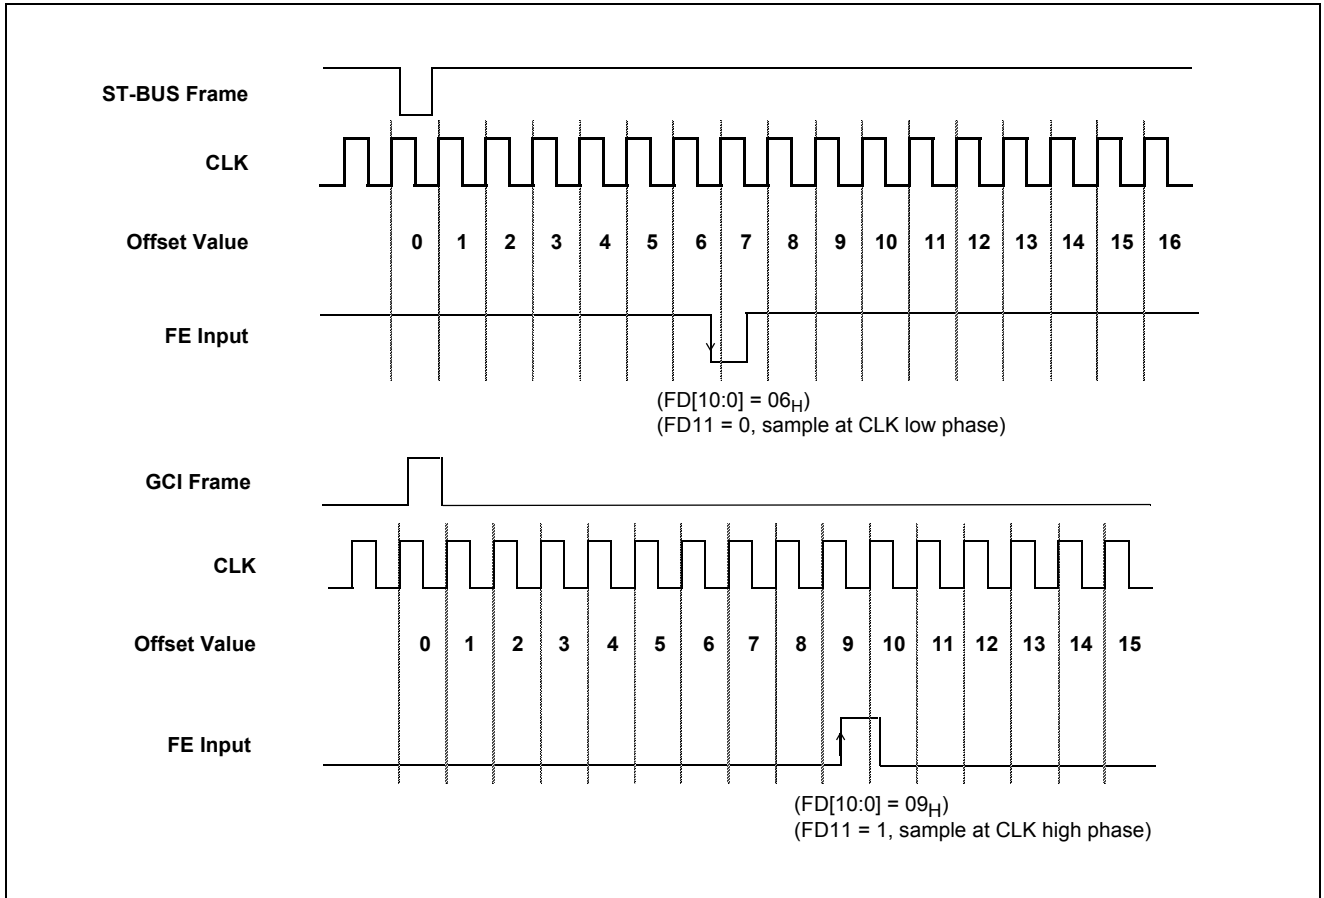 ST-BUS Frame
CLK
Offset Value
0 1 2 3 4 5 6 7 8 9 10 11 12 13 14 15 16
FE Input
(FD[10:0] = 06H)
(FD11 = 0, sample at CLK low phase)
GCI Frame
CLK
Offset Value
0 1 2 3 4 5 6 7 8 9 10 11 12 13 14 15
FE Input
(FD[10:0] = 09H)
(FD11 = 1, sample at CLK high phase)